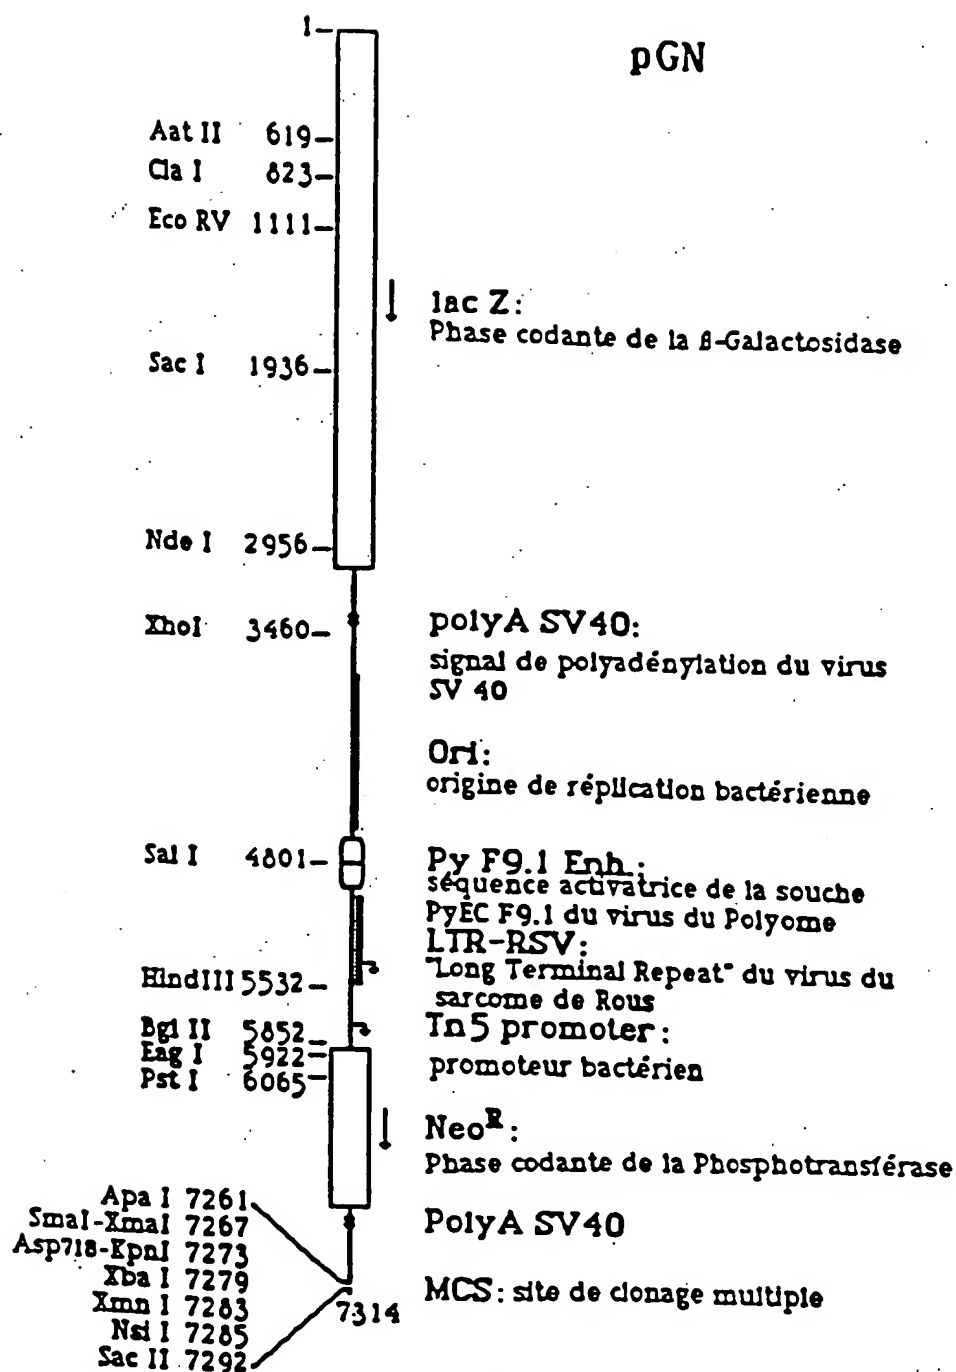 pGN
1
Aat II 619
Cla I 823
Eco RV 1111
lac Z:
Phase codante de la β-Galactosidase
Sac I 1936
Nde I 2956
XhoI 3460
polyA SV40:
signal de polyadénylation du virus
SV 40
Ori:
origine de réplication bactérienne
Sal I 4801
Py F9.1 Enh.:
séquence activatrice de la souche
PyEC F9.1 du virus du Polyome
LTR-RSV:
"Long Terminal Repeat" du virus du
sarcome de Rous
HindIII 5532
Tn5 promoter:
promoteur bactérien
Bgl II 5852
Eag I 5922
Pst I 6065
Neo^R:
Phase codante de la Phosphotransférase
PolyA SV40
Apa I 7261
SmaI-XmaI 7267
Asp718-KpnI 7273
Xba I 7279
Xmn I 7283
Nsi I 7285
Sac II 7292
7314
MCS: site de clonage multiple